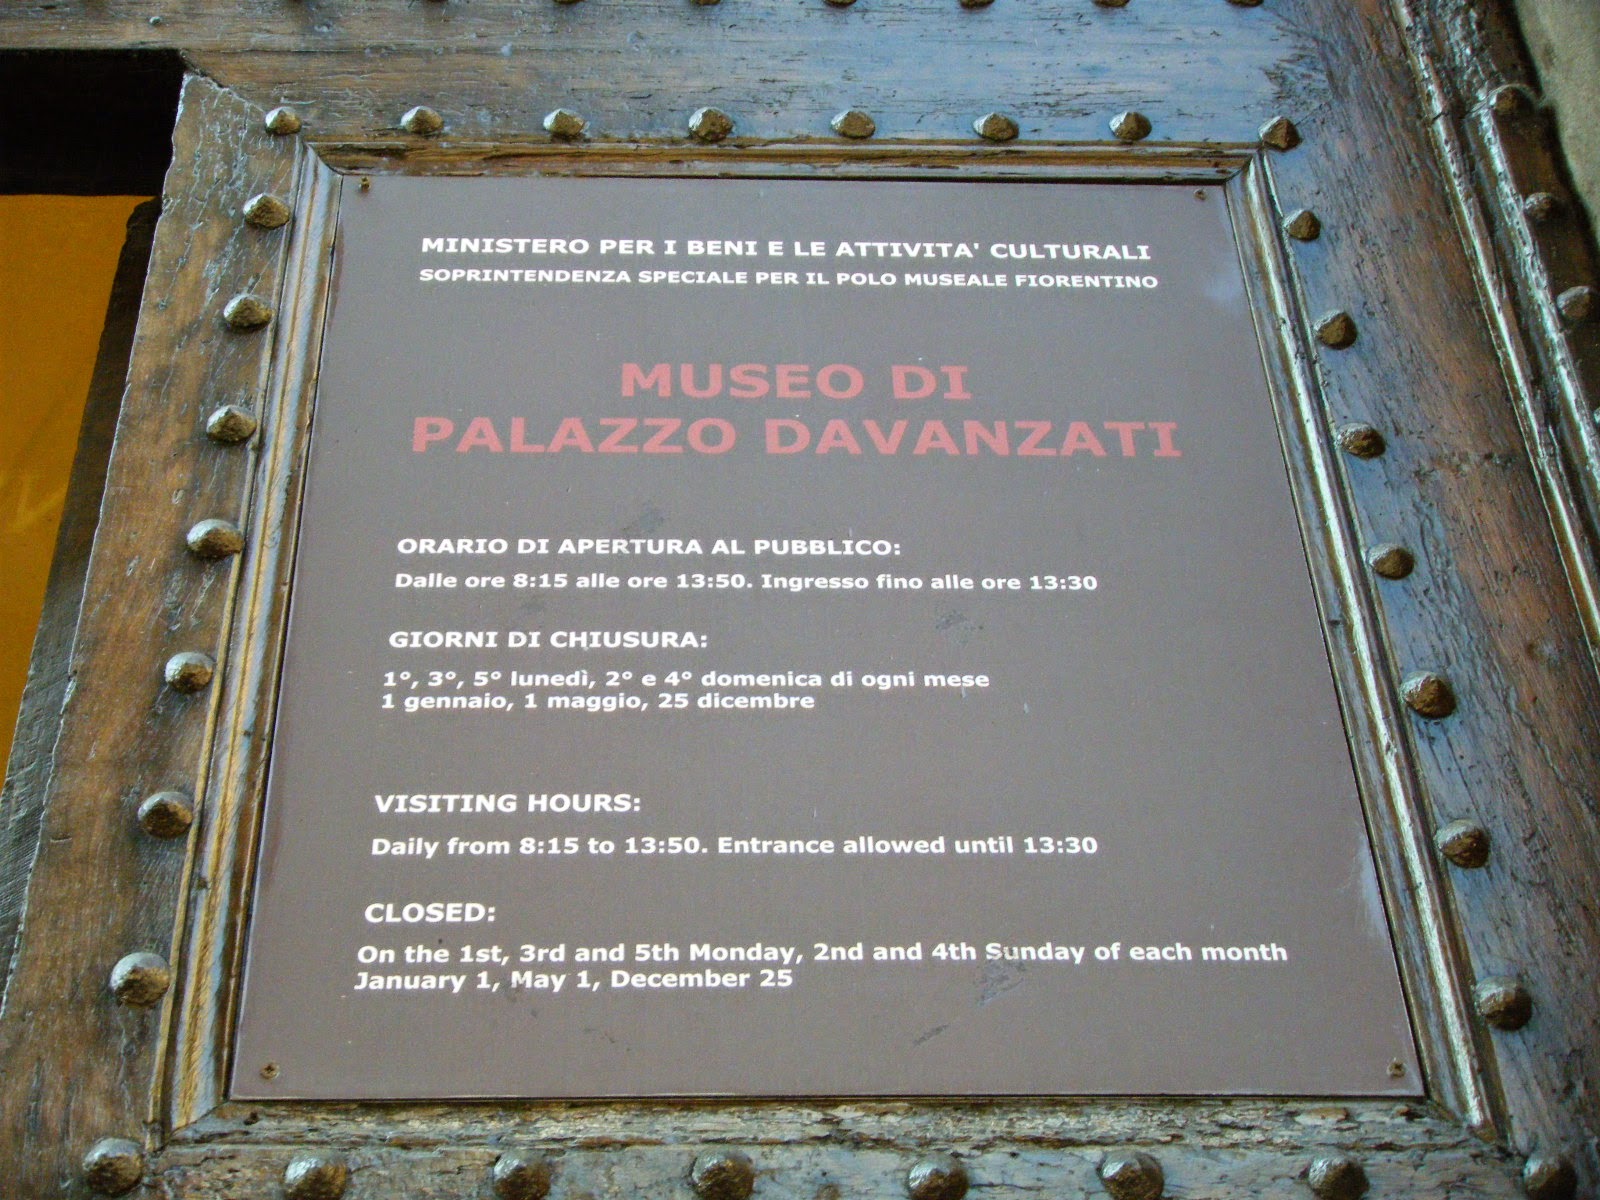 MINISTERO PER I BENI E LE ATTIVITA' CULTURALI
SOPRINTENDENZA SPECIALE PER IL POLO MUSEALE FIORENTINO
MUSEO DI
PALAZZO DAVANZATI
ORARIO DI APERTURA AL PUBBLICO:
Dalle ore 8:15 alle ore 13:50. Ingresso fino alle ore 13:30
GIORNI DI CHIUSURA:
1°, 3°, 5° lunedì, 2° e 4° domenica di ogni mese
1 gennaio, 1 maggio, 25 dicembre
VISITING HOURS:
Daily from 8:15 to 13:50. Entrance allowed until 13:30
CLOSED:
On the 1st, 3rd and 5th Monday, 2nd and 4th Sunday of each month
January 1, May 1, December 25